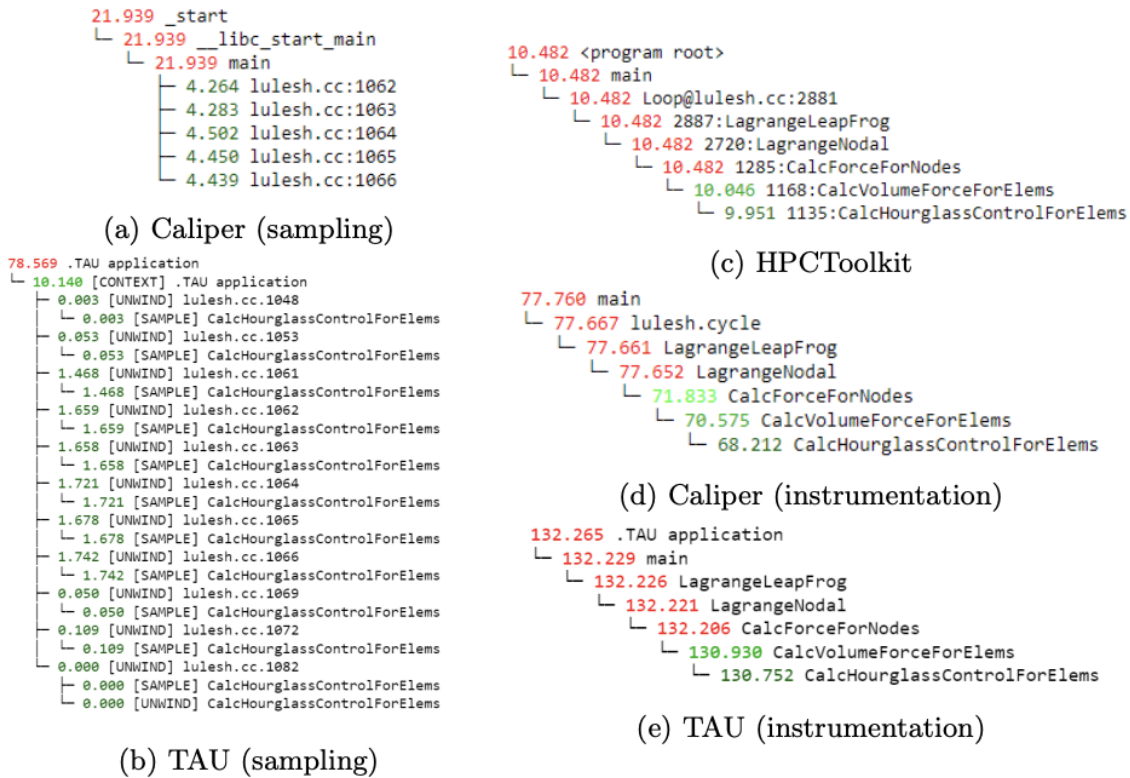 21.939 _start
└─ 21.939 __libc_start_main
└─ 21.939 main
├─ 4.264 lulesh.cc:1062
├─ 4.283 lulesh.cc:1063
├─ 4.502 lulesh.cc:1064
├─ 4.450 lulesh.cc:1065
└─ 4.439 lulesh.cc:1066
(a) Caliper (sampling)
78.569 .TAU application
└─ 10.140 [CONTEXT] .TAU application
├─ 0.003 [UNWIND] lulesh.cc.1048
│ └─ 0.003 [SAMPLE] CalcHourglassControlForElems
├─ 0.053 [UNWIND] lulesh.cc.1053
│ └─ 0.053 [SAMPLE] CalcHourglassControlForElems
├─ 1.468 [UNWIND] lulesh.cc.1061
│ └─ 1.468 [SAMPLE] CalcHourglassControlForElems
├─ 1.659 [UNWIND] lulesh.cc.1062
│ └─ 1.659 [SAMPLE] CalcHourglassControlForElems
├─ 1.658 [UNWIND] lulesh.cc.1063
│ └─ 1.658 [SAMPLE] CalcHourglassControlForElems
├─ 1.721 [UNWIND] lulesh.cc.1064
│ └─ 1.721 [SAMPLE] CalcHourglassControlForElems
├─ 1.678 [UNWIND] lulesh.cc.1065
│ └─ 1.678 [SAMPLE] CalcHourglassControlForElems
├─ 1.742 [UNWIND] lulesh.cc.1066
│ └─ 1.742 [SAMPLE] CalcHourglassControlForElems
├─ 0.050 [UNWIND] lulesh.cc.1069
│ └─ 0.050 [SAMPLE] CalcHourglassControlForElems
├─ 0.109 [UNWIND] lulesh.cc.1072
│ └─ 0.109 [SAMPLE] CalcHourglassControlForElems
└─ 0.000 [UNWIND] lulesh.cc.1082
├─ 0.000 [SAMPLE] CalcHourglassControlForElems
└─ 0.000 [UNWIND] CalcHourglassControlForElems
(b) TAU (sampling)
10.482 <program root>
└─ 10.482 main
└─ 10.482 Loop@lulesh.cc:2881
└─ 10.482 2887:LagrangeLeapFrog
└─ 10.482 2720:LagrangeNodal
└─ 10.482 1285:CalcForceForNodes
└─ 10.046 1168:CalcVolumeForceForElems
└─ 9.951 1135:CalcHourglassControlForElems
(c) HPCToolkit
77.760 main
└─ 77.667 lulesh.cycle
└─ 77.661 LagrangeLeapFrog
└─ 77.652 LagrangeNodal
└─ 71.833 CalcForceForNodes
└─ 70.575 CalcVolumeForceForElems
└─ 68.212 CalcHourglassControlForElems
(d) Caliper (instrumentation)
132.265 .TAU application
└─ 132.229 main
└─ 132.226 LagrangeLeapFrog
└─ 132.221 LagrangeNodal
└─ 132.206 CalcForceForNodes
└─ 130.930 CalcVolumeForceForElems
└─ 130.752 CalcHourglassControlForElems
(e) TAU (instrumentation)